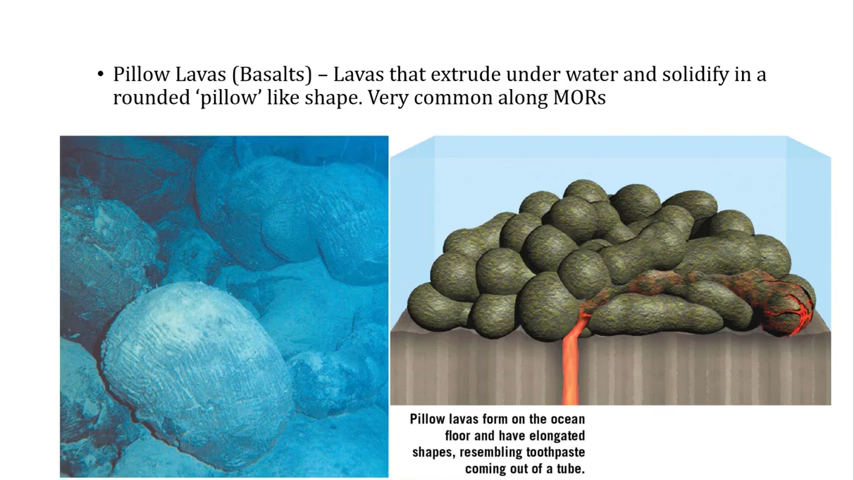 • Pillow Lavas (Basalts) – Lavas that extrude under water and solidify in a
rounded ‘pillow’ like shape. Very common along MORs
Pillow lavas form on the ocean
floor and have elongated
shapes, resembling toothpaste
coming out of a tube.